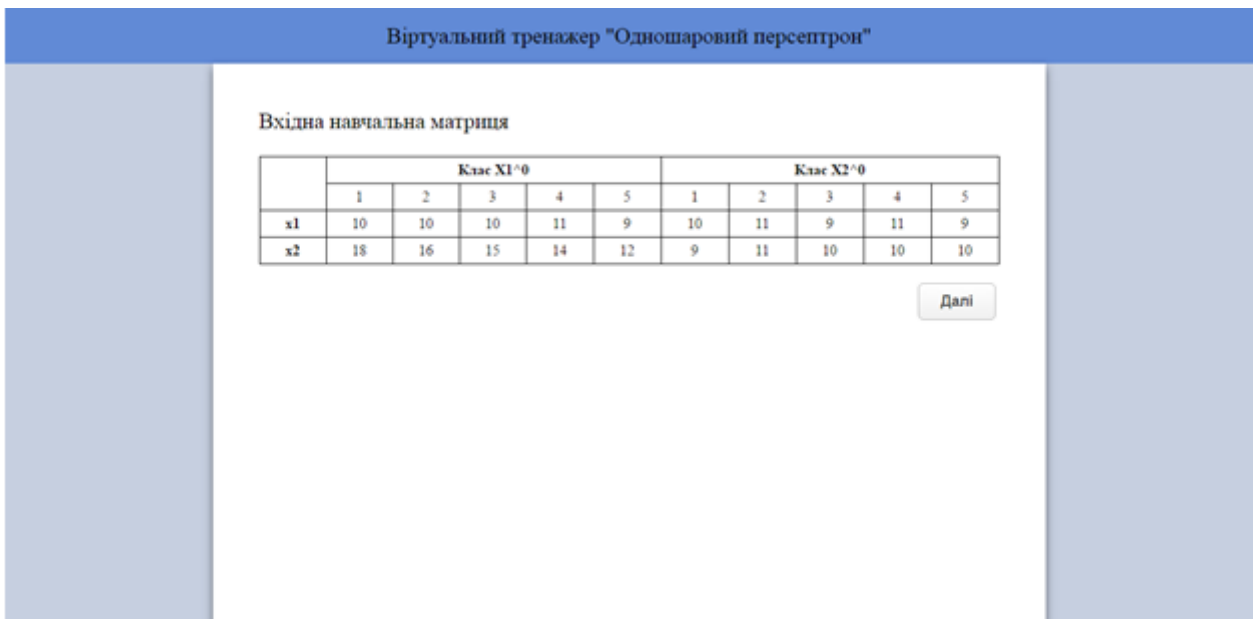 Віртуальний тренажер "Одношаровий персептрон"
Вхідна навчальна матриця
Клас X1^0 Клас X2^0
1 2 3 4 5 1 2 3 4 5
x1 10 10 10 11 9 10 11 9 11 9
x2 18 16 15 14 12 9 11 10 10 10
Далі